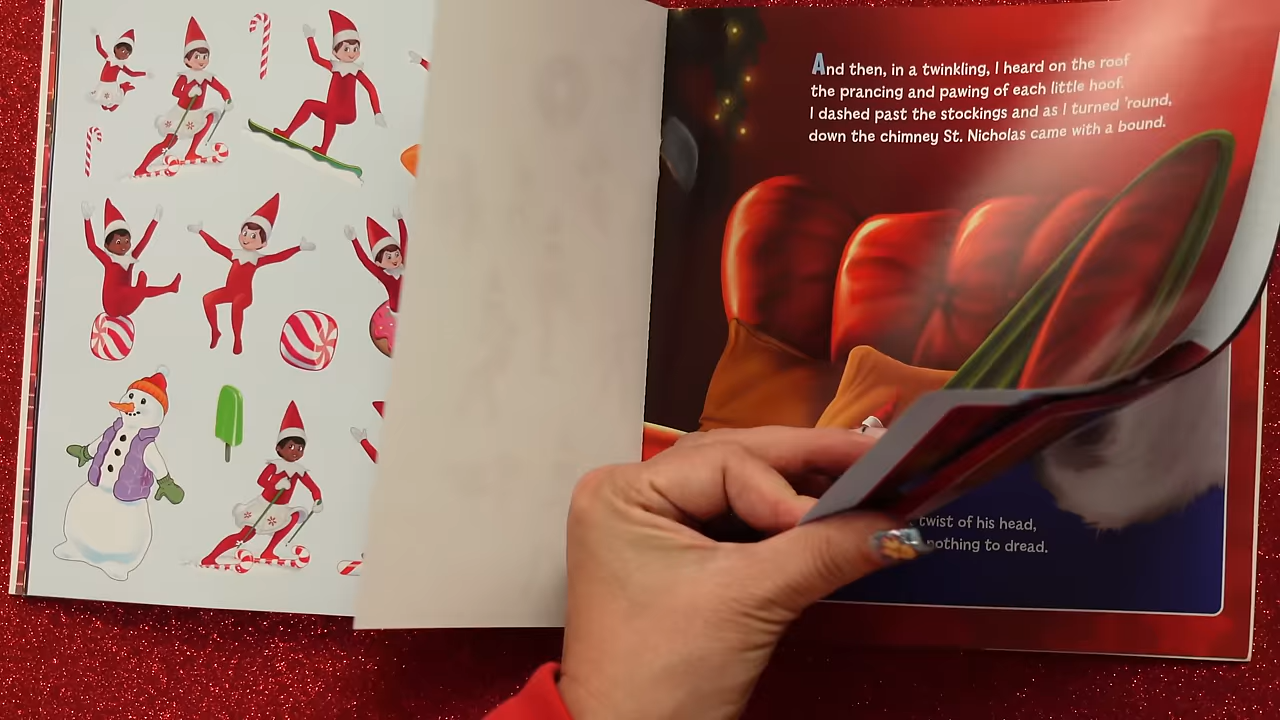 And then, in a twinkling, I heard on the roof
the prancing and pawing of each little hoof.
I dashed past the stockings and as I turned 'round,
down the chimney St. Nicholas came with a bound.
twist of his head,
nothing to dread.